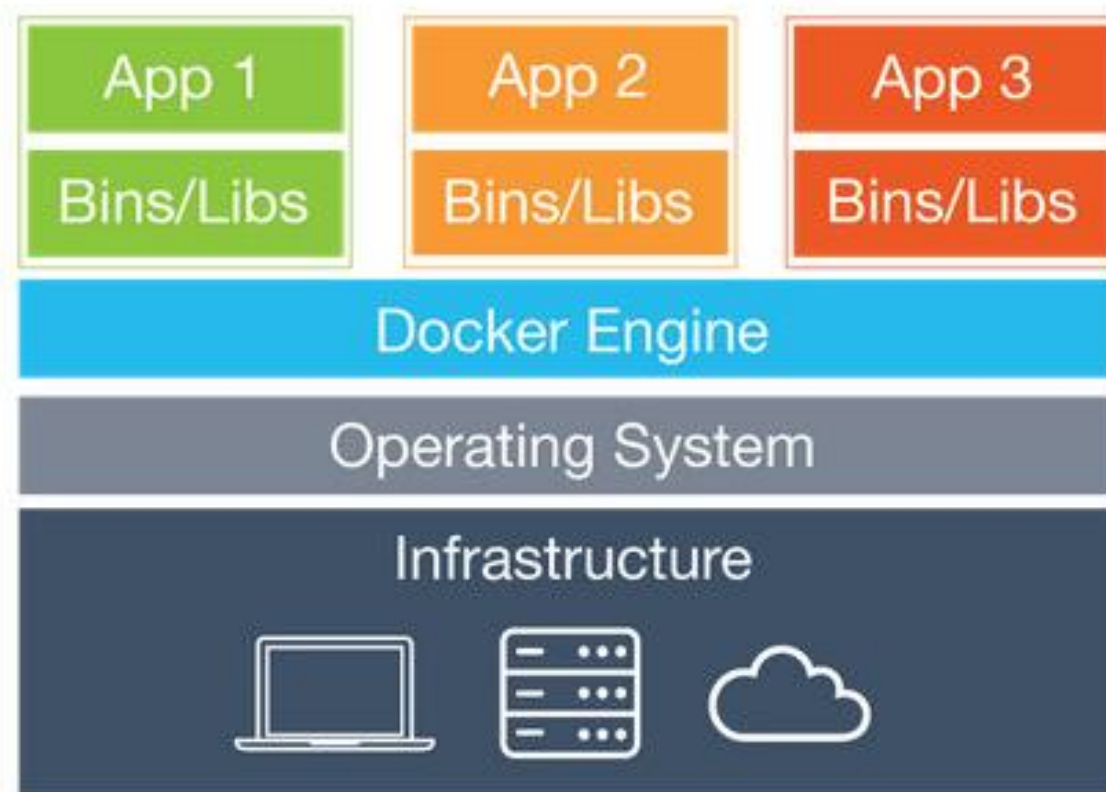 App 1
App 2
App 3
Bins/Libs
Bins/Libs
Bins/Libs
Docker Engine
Operating System
Infrastructure